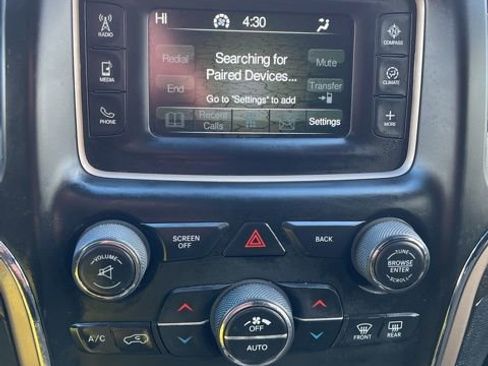 HI
4:30
RADIO
COMPASS
Redial
Searching for
Paired Devices...
Mute
MEDIA
CLIMATE
End
Transfer
Go to "Settings" to add
PHONE
Recent
Calls
Settings
MORE
SCREEN
OFF
BACK
VOLUME
TUNE
BROWSE
ENTER
SCROLL
OFF
AUTO
A/C
FRONT
REAR